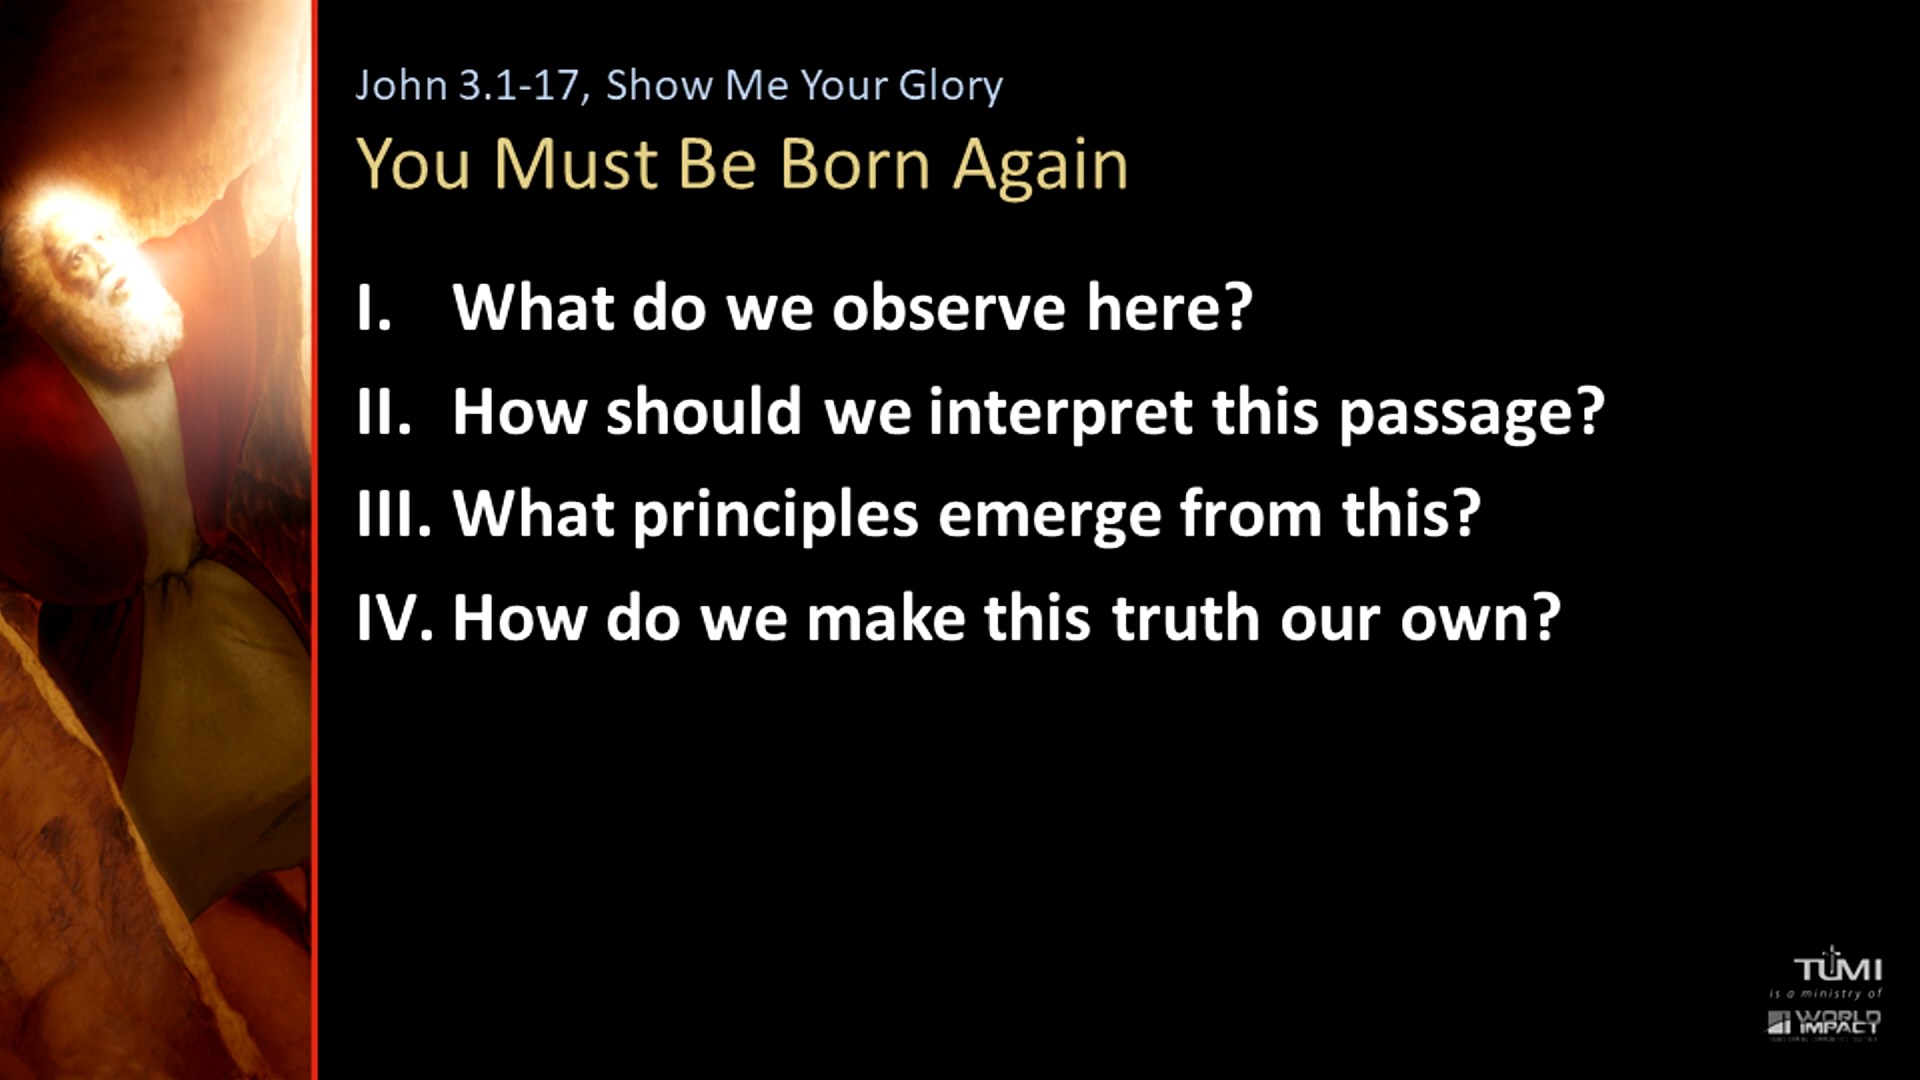 John 3.1-17, Show Me Your Glory
You Must Be Born Again
I. What do we observe here?
II. How should we interpret this passage?
III. What principles emerge from this?
IV. How do we make this truth our own?
TUMI
is a ministry of
WORLD
IMPACT